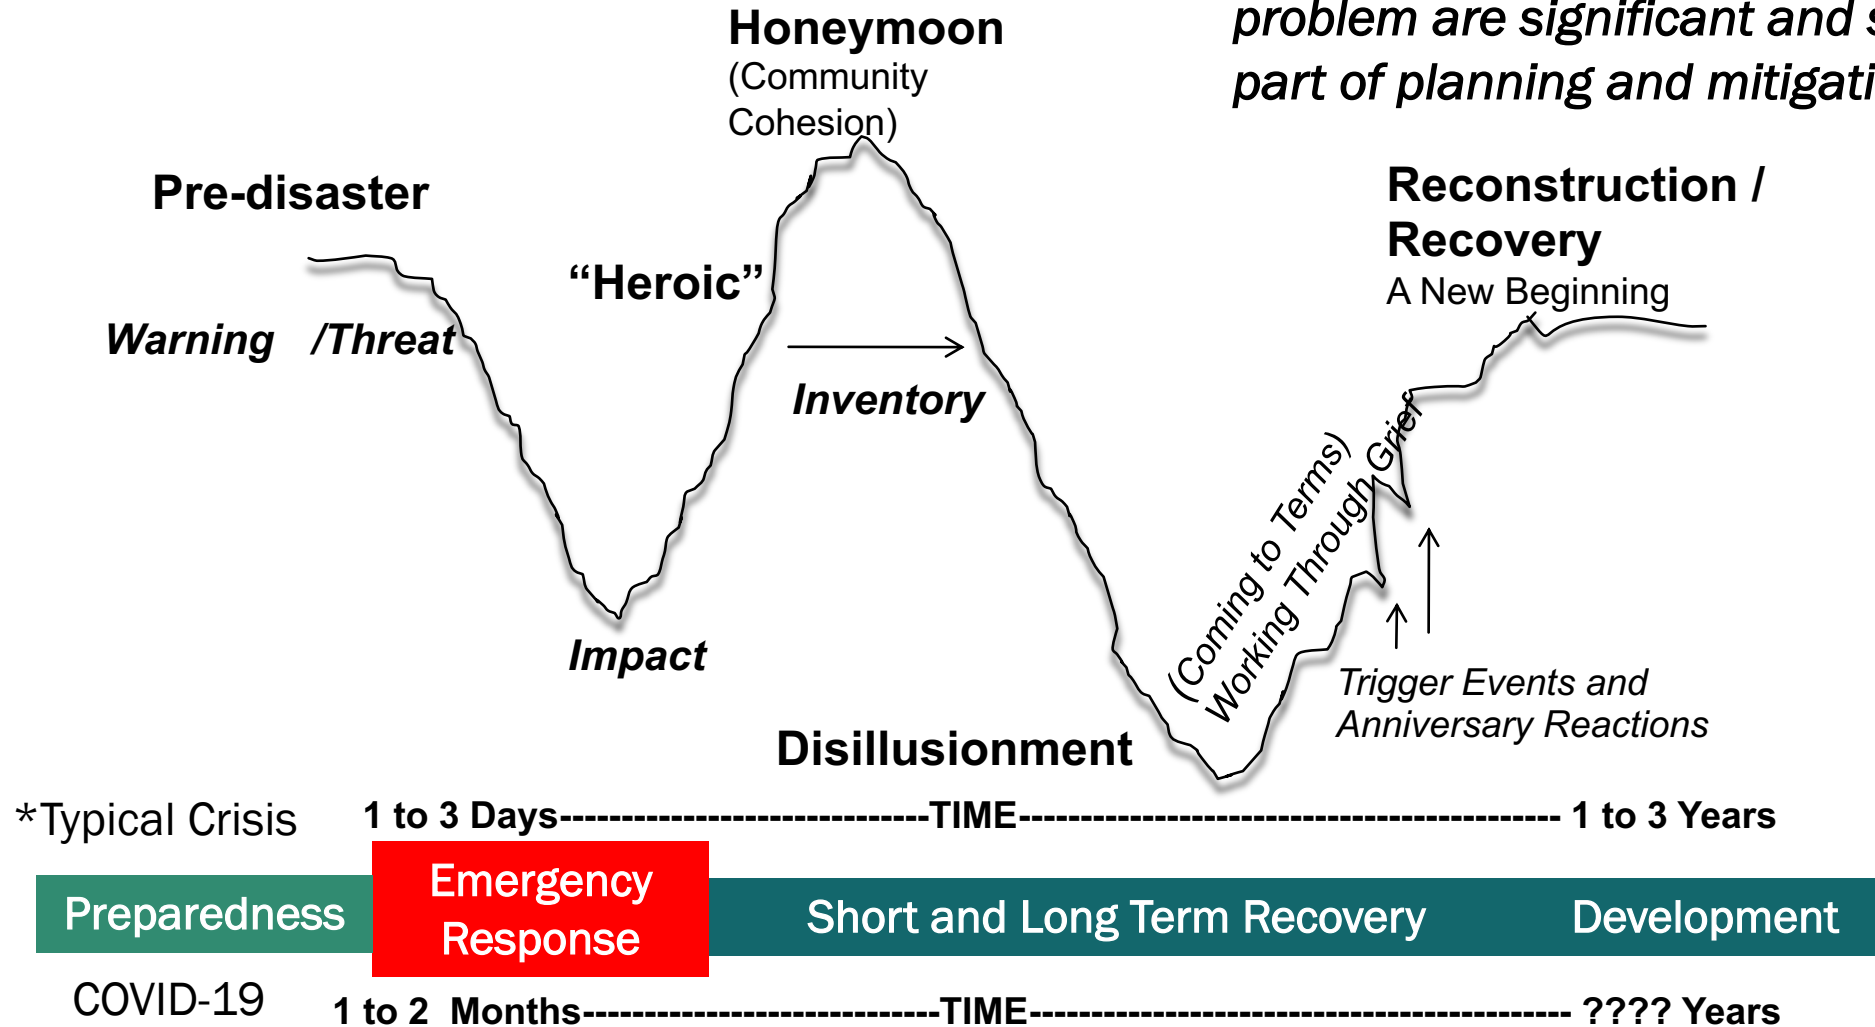 problem are significant and s
part of planning and mitigati
Honeymoon
(Community
Cohesion)
Pre-disaster
Reconstruction /
Recovery
A New Beginning
“Heroic”
Warning /Threat
Inventory
(Coming to Terms)
Working Through Grief
Impact
Trigger Events and
Anniversary Reactions
Disillusionment
*Typical Crisis
1 to 3 Days------------------------------TIME-------------------------------------------- 1 to 3 Years
Preparedness
Emergency
Response
Short and Long Term Recovery
Development
COVID-19
1 to 2 Months-----------------------------TIME-------------------------------------------- ???? Years